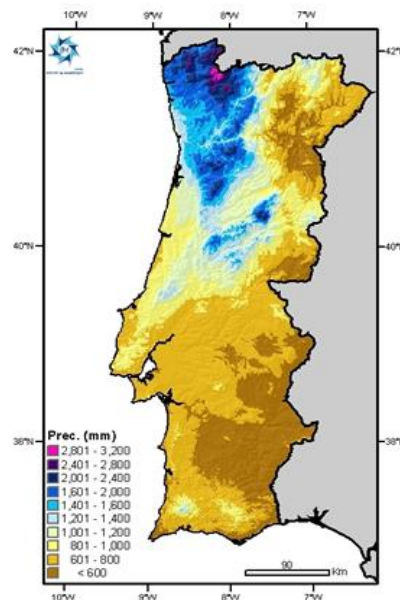 10°W 9°W 8°W 7°W
42°N 42°N
40°N 40°N
38°N 38°N
Prec. (mm)
2,801 - 3,200
2,401 - 2,800
2,001 - 2,400
1,601 - 2,000
1,401 - 1,600
1,201 - 1,400
1,001 - 1,200
801 - 1,000
601 - 800
< 600
90
Km
10°W 9°W 8°W 7°W